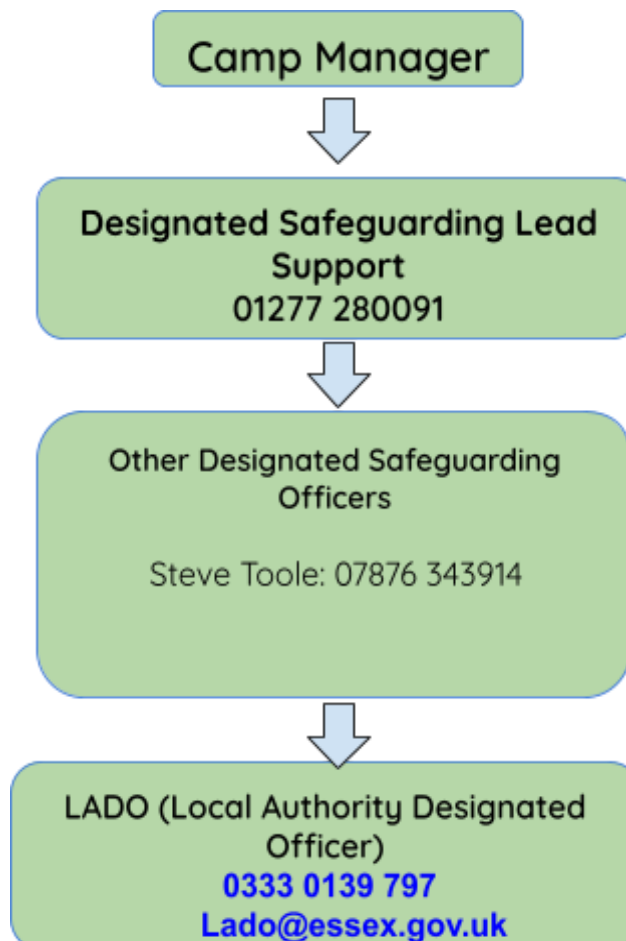 Camp Manager
Designated Safeguarding Lead
Support
01277 280091
Other Designated Safeguarding
Officers
Steve Toole: 07876 343914
LADO (Local Authority Designated
Officer)
0333 0139 797
Lado@essex.gov.uk